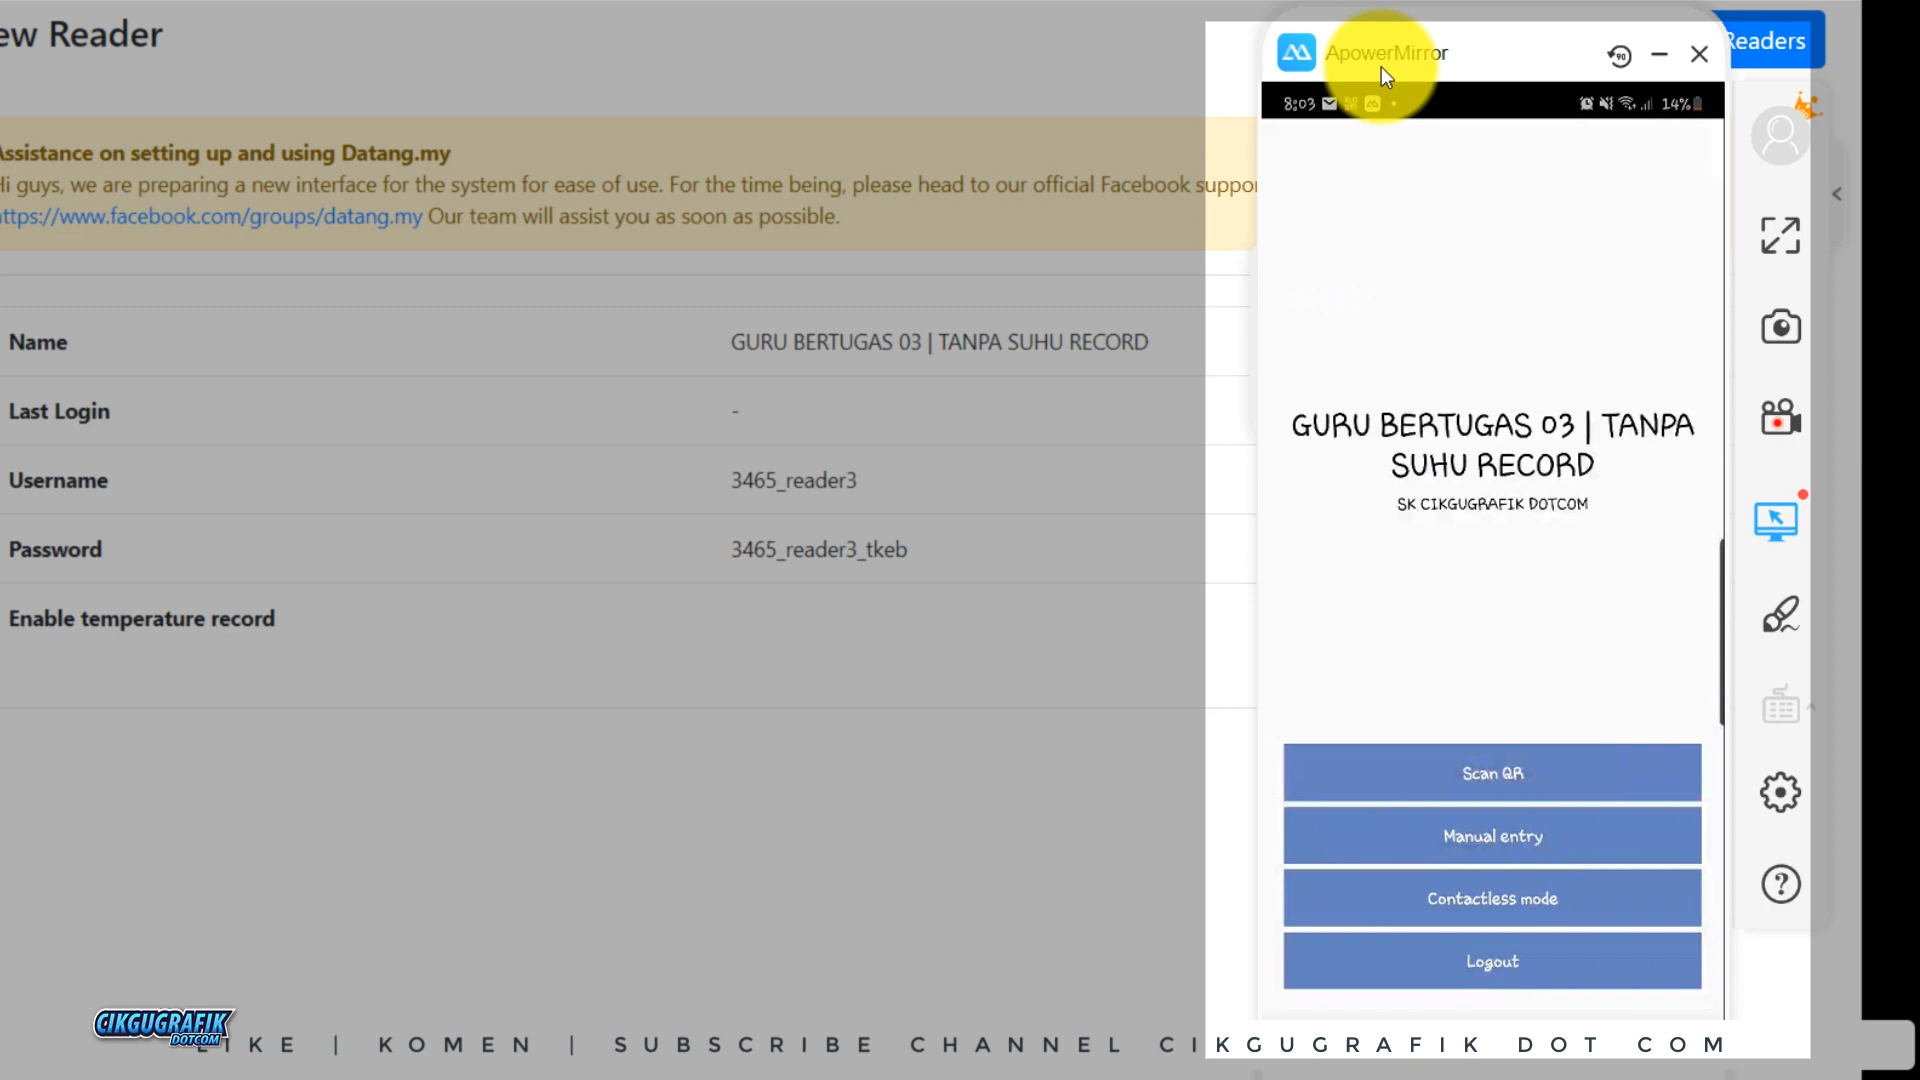 ew Reader
Readers
ApowerMirror
90
8:03
14%
Assistance on setting up and using Datang.my
Hi guys, we are preparing a new interface for the system for ease of use. For the time being, please head to our official Facebook suppor
https://www.facebook.com/groups/datang.my Our team will assist you as soon as possible.
Name
GURU BERTUGAS 03 | TANPA SUHU RECORD
Last Login
-
Username
3465_reader3
Password
3465_reader3_tkeb
Enable temperature record
GURU BERTUGAS 03 | TANPA
SUHU RECORD
SK CIKGUGRAFIK DOTCOM
Scan QR
Manual entry
Contactless mode
Logout
CIKGUGRAFIK
DOTCOM
LIKE | KOMEN | SUBSCRIBE CHANNEL CIKGUGRAFIK DOT COM